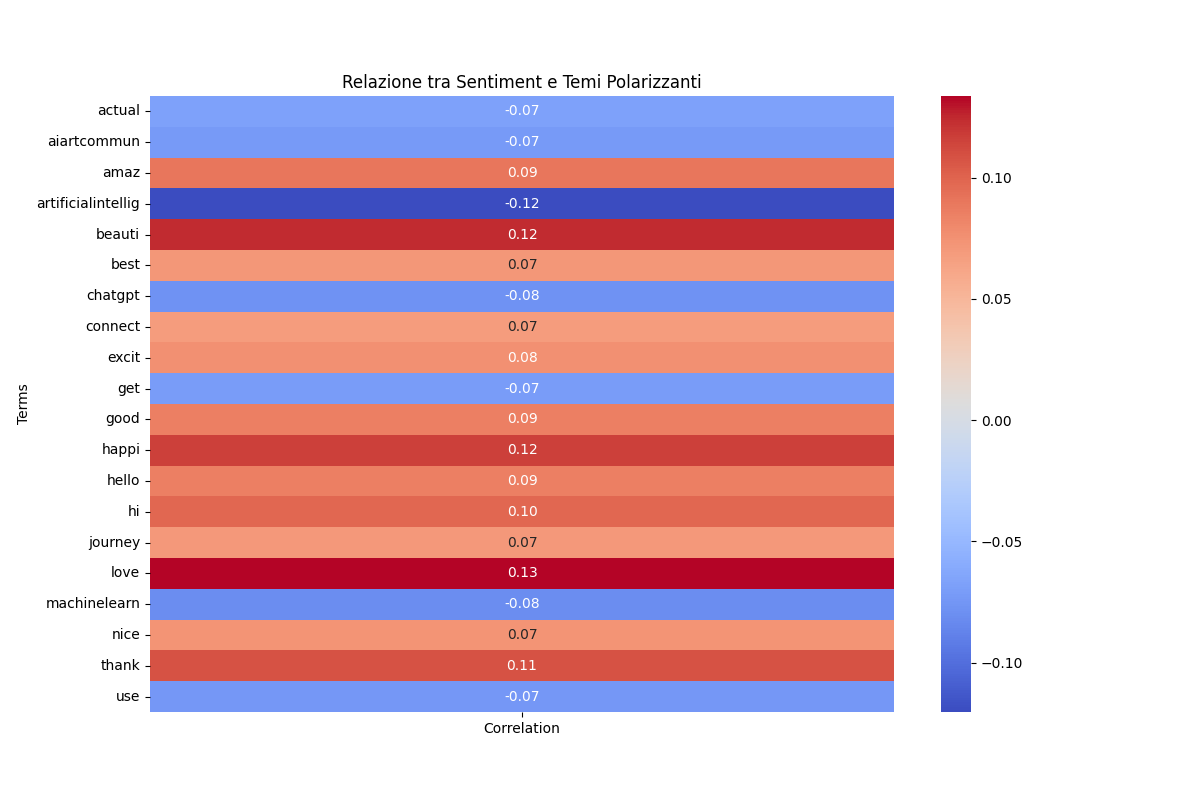 Relazione tra Sentiment e Temi Polarizzanti
Terms
actual -0.07
aiartcommun -0.07
amaz 0.09
artificialintellig -0.12
beauti 0.12
best 0.07
chatgpt -0.08
connect 0.07
excit 0.08
get -0.07
good 0.09
happi 0.12
hello 0.09
hi 0.10
journey 0.07
love 0.13
machinelearn -0.08
nice 0.07
thank 0.11
use -0.07
Correlation
0.10
0.05
0.00
−0.05
−0.10